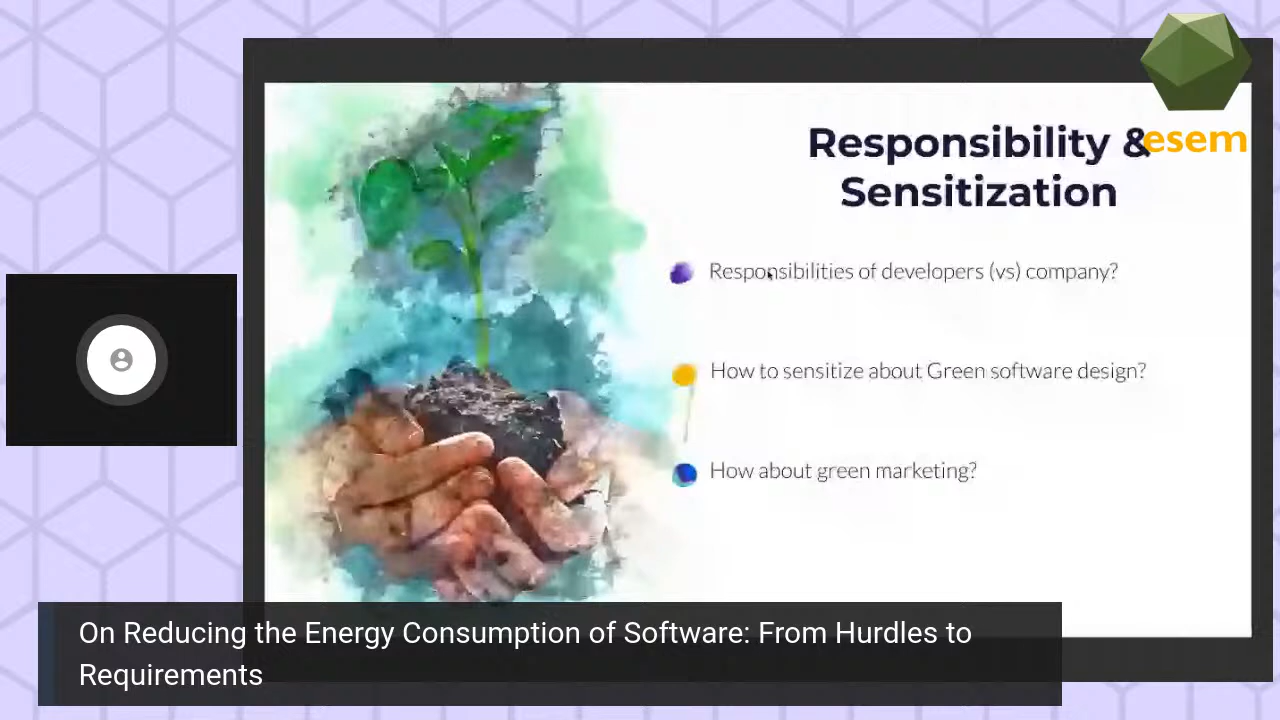 Responsibility &
Sensitization
esem
Responsibilities of developers (vs) company?
How to sensitize about Green software design?
How about green marketing?
On Reducing the Energy Consumption of Software: From Hurdles to
Requirements